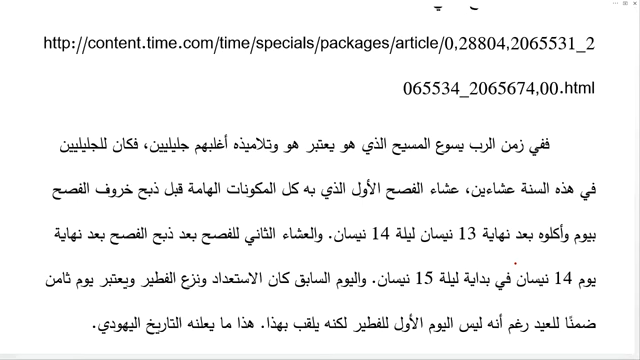 http://content.time.com/time/specials/packages/article/0,28804,2065531_2
065534_2065674,00.html
ففي زمن الرب يسوع المسيح الذي هو يعتبر هو وتلاميذه أغلبهم جليليين، فكان للجليليين
في هذه السنة عشاءين، عشاء الفصح الأول الذي به كل المكونات الهامة قبل ذبح خروف الفصح
بيوم وأكلوه بعد نهاية 13 نيسان ليلة 14 نيسان. والعشاء الثاني للفصح بعد ذبح الفصح بعد نهاية
يوم 14 نيسان في بداية ليلة 15 نيسان. واليوم السابق كان الاستعداد ونزع الفطير ويعتبر يوم ثامن
ضمنًا للعيد رغم أنه ليس اليوم الأول للفطير لكنه يلقب بهذا. هذا ما يعلنه التاريخ اليهودي.